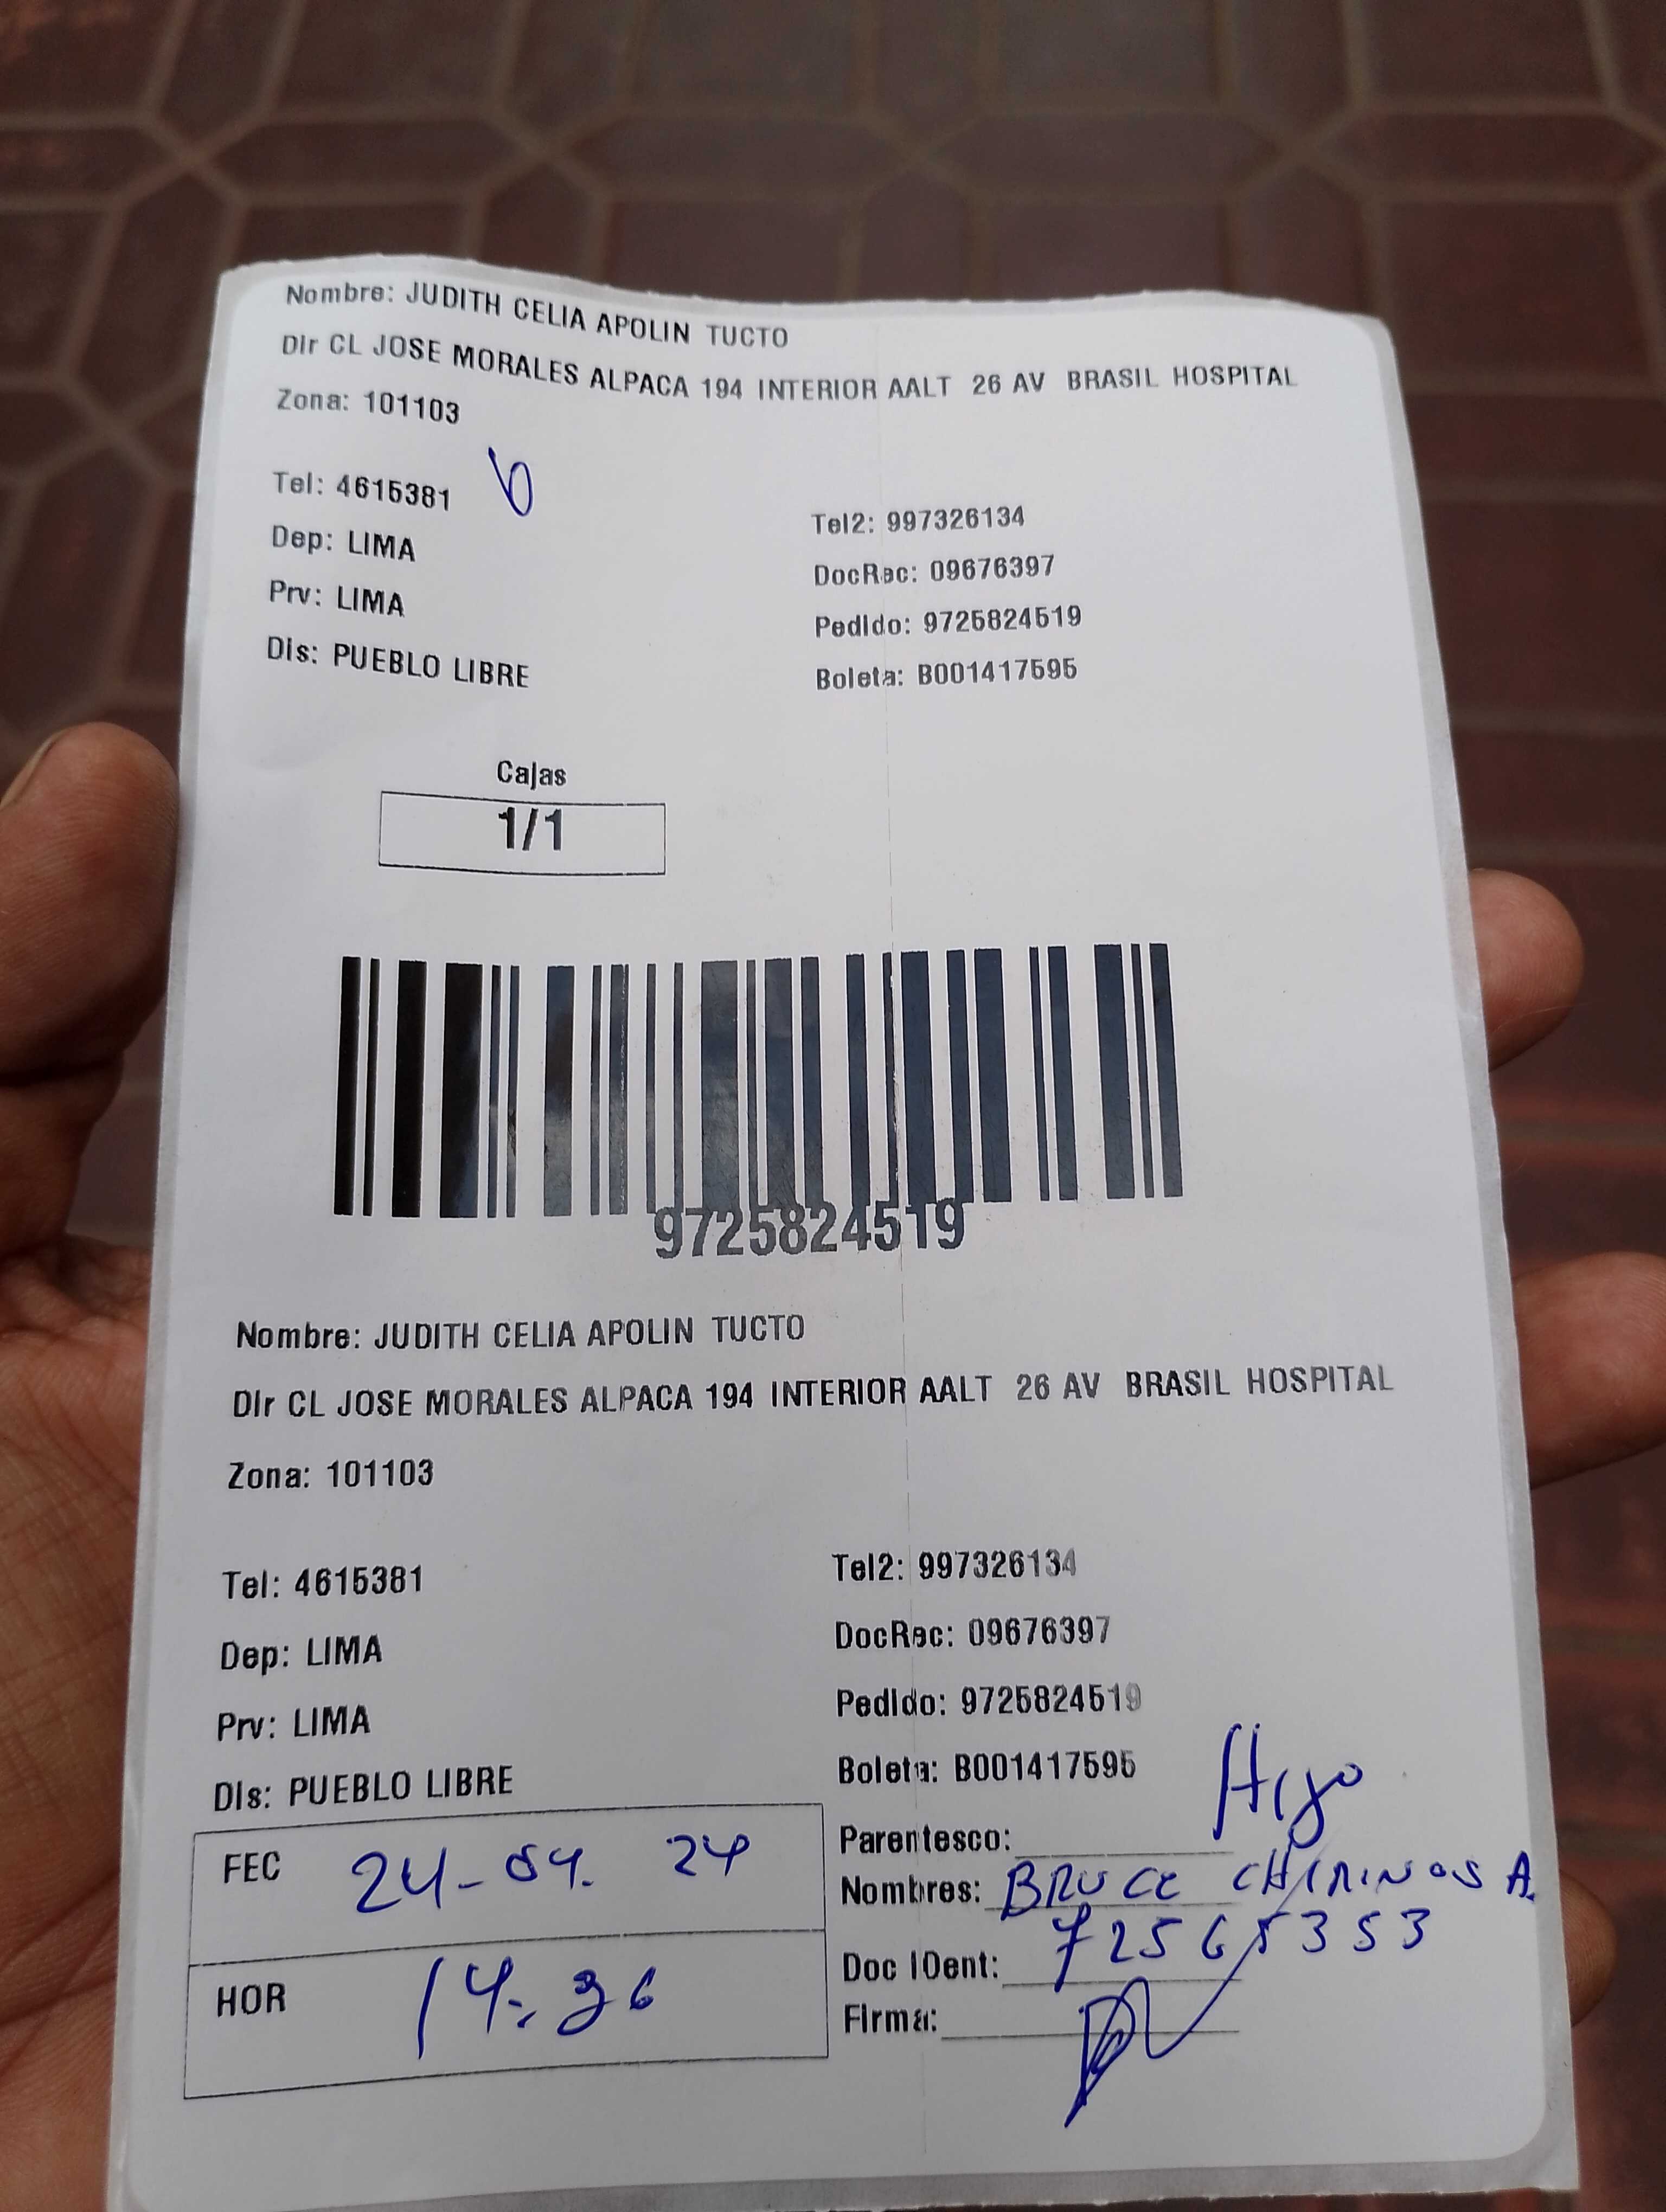 Nombre: JUDITH CELIA APOLIN TUCTO
Dir CL JOSE MORALES ALPACA 194 INTERIOR AALT 26 AV BRASIL HOSPITAL
Zona: 101103
Tel: 4615381
Tel2: 997326134
Dep: LIMA
DocRec: 09676397
Prv: LIMA
Pedido: 9725824519
Dis: PUEBLO LIBRE
Boleta: B001417595
Cajas
1/1
9725824519
Nombre: JUDITH CELIA APOLIN TUCTO
Dir CL JOSE MORALES ALPACA 194 INTERIOR AALT 26 AV BRASIL HOSPITAL
Zona: 101103
Tel: 4615381
Tel2: 997326134
Dep: LIMA
DocRec: 09676397
Prv: LIMA
Pedido: 9725824519
Dis: PUEBLO LIBRE
Boleta: B001417595
FEC 24-04. 24
HOR 14:36
Parentesco: Hijo
Nombres: BRUCE CHIRINOS A.
Doc IDent: 72565353
Firma: